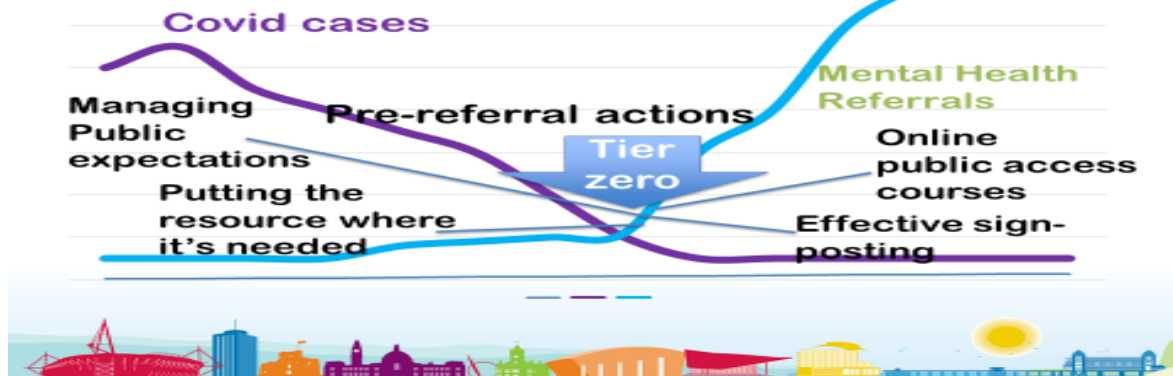 Covid cases
Mental Health
Referrals
Managing
Public
expectations
Pre-referral actions
Tier
zero
Online
public access
courses
Putting the
resource where
it's needed
Effective sign-
posting